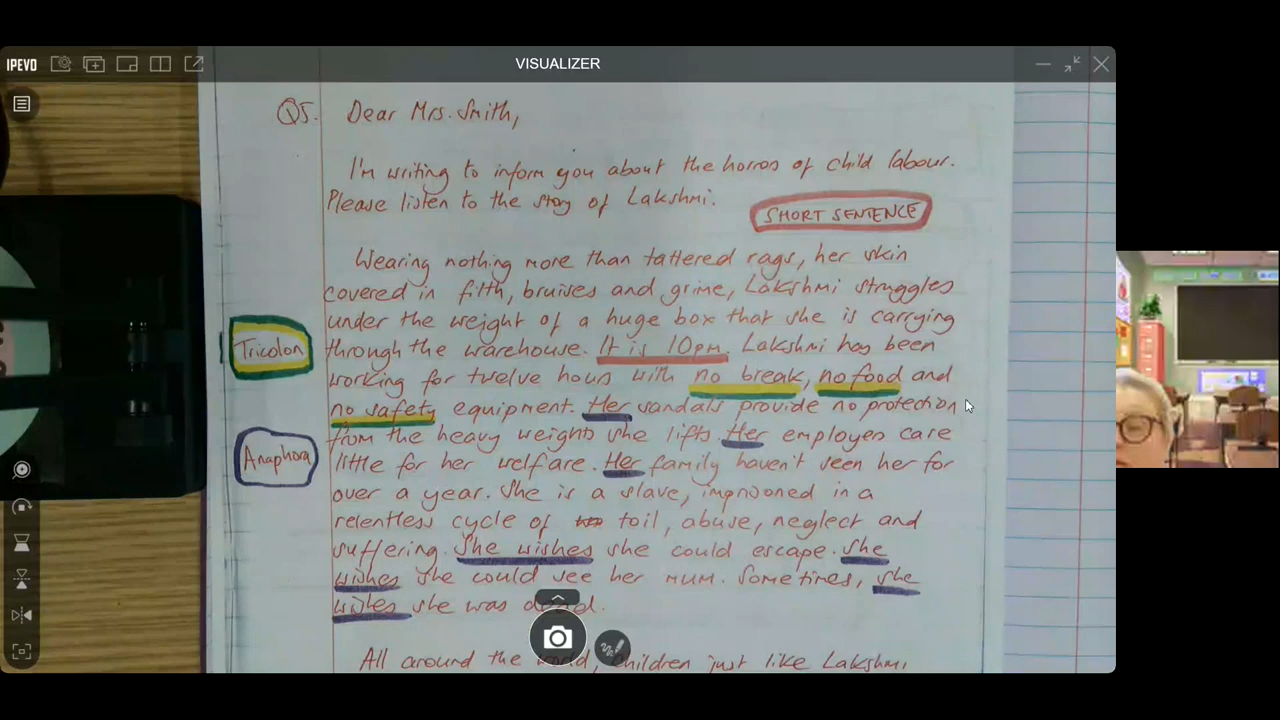 IPEVO
VISUALIZER
Q5. Dear Mrs. Smith,
I'm writing to inform you about the horros of child labour.
Please listen to the story of Lakshmi.
SHORT SENTENCE
Wearing nothing more than tattered rags, her skin
covered in filth, bruises and grime, Lakshmi struggles
under the weight of a huge box that she is carrying
through the warehouse. It is 10pm. Lakshmi has been
working for twelve hours with no break, no food and
no safety equipment. Her sandals provide no protection
from the heavy weights she lifts. Her employers care
little for her welfare. Her family haven't seen her for
over a year. She is a slave, imprisoned in a
relentless cycle of toil, abuse, neglect and
suffering. She wishes she could escape. She
wishes she could see her mum. Sometimes, she
wishes she was dead.
Tricolon
Anaphora
All around the world, children just like Lakshmi